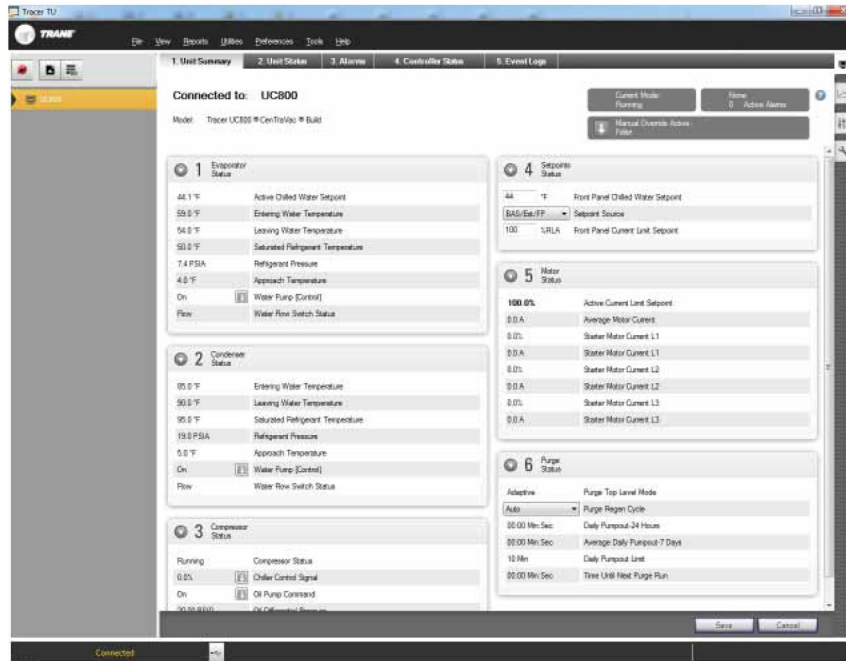 Tracer TU
TRANE
File View Reports Utilities Preferences Tools Help
1. Unit Summary 2. Unit Status 3. Alarms 4. Controller Status 5. Event Logs
UC800
Connected to: UC800
Model: Tracer UC800 ® CenTraVac ® Build
Current Mode:
Running
None
0 Active Alarms
Manual Override Active :
False
1 Evaporator Status
44.1 °F Active Chilled Water Setpoint
59.0 °F Entering Water Temperature
54.0 °F Leaving Water Temperature
50.0 °F Saturated Refrigerant Temperature
7.4 PSIA Refrigerant Pressure
4.0 °F Approach Temperature
On Water Pump [Control]
Flow Water Flow Switch Status
2 Condenser Status
85.0 °F Entering Water Temperature
90.0 °F Leaving Water Temperature
95.0 °F Saturated Refrigerant Temperature
19.0 PSIA Refrigerant Pressure
5.0 °F Approach Temperature
On Water Pump [Control]
Flow Water Flow Switch Status
3 Compressor Status
Running Compressor Status
0.0% Chiller Control Signal
On Oil Pump Command
Oil Differential Pressure
4 Setpoints Status
44 °F Front Panel Chilled Water Setpoint
BAS/Ext/FP Setpoint Source
100 %RLA Front Panel Current Limit Setpoint
5 Motor Status
100.0% Active Current Limit Setpoint
0.0 A Average Motor Current
0.0% Starter Motor Current L1
0.0 A Starter Motor Current L1
0.0% Starter Motor Current L2
0.0 A Starter Motor Current L2
0.0% Starter Motor Current L3
0.0 A Starter Motor Current L3
6 Purge Status
Adaptive Purge Top Level Mode
Auto Purge Regen Cycle
00:00 Min:Sec Daily Pumpout-24 Hours
00:00 Min:Sec Average Daily Pumpout-7 Days
10 Min Daily Pumpout Limit
00:00 Min:Sec Time Until Next Purge Run
Save Cancel
Connected